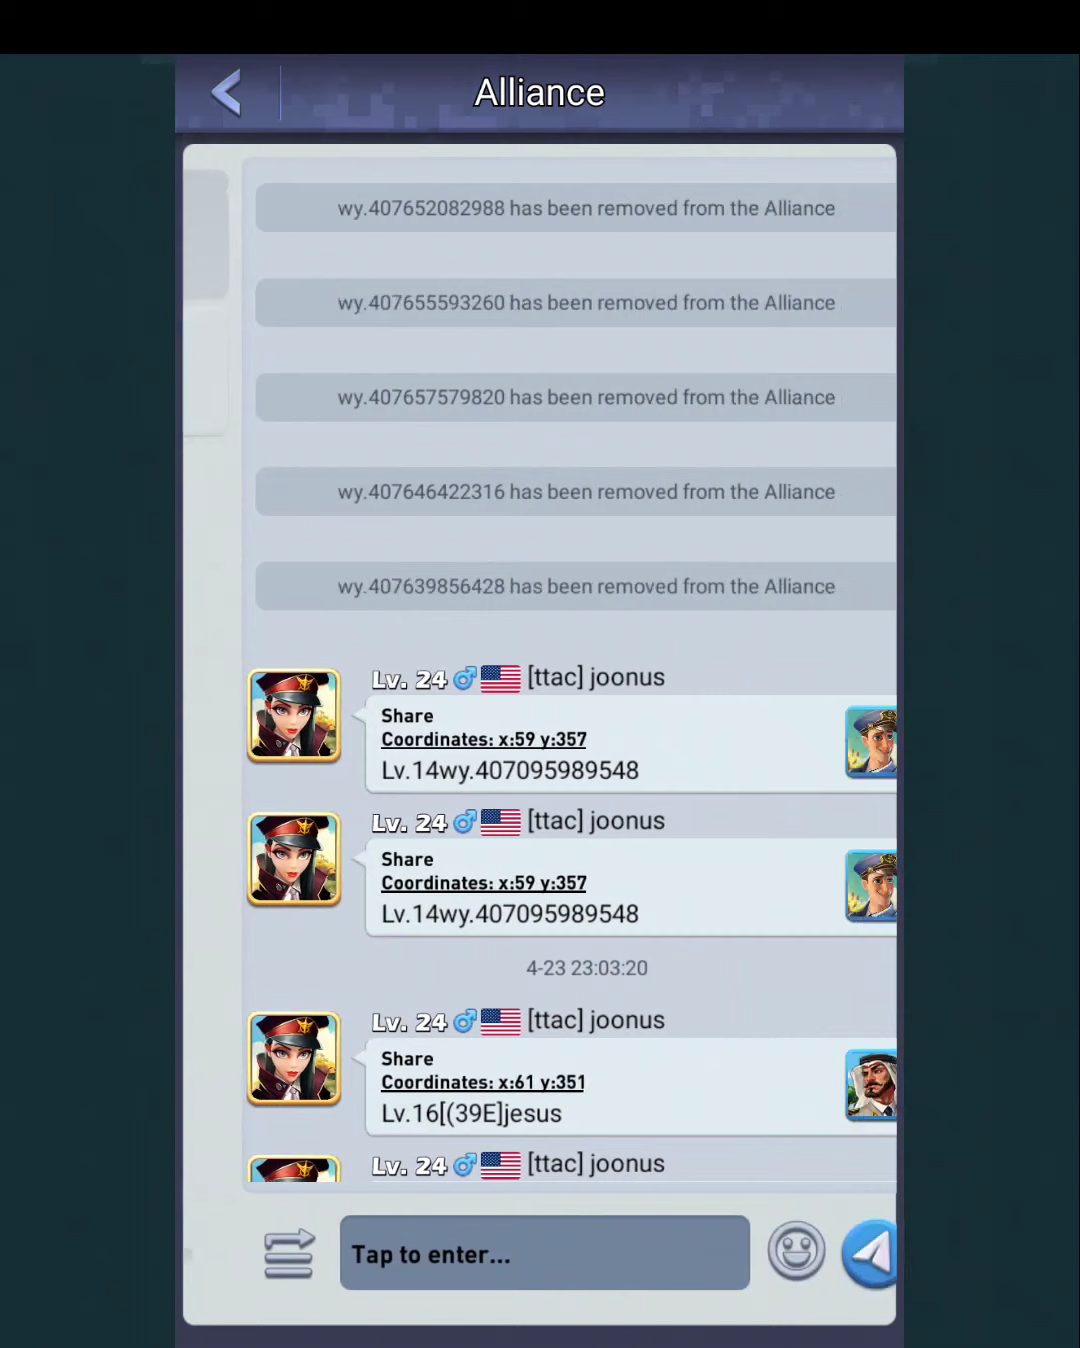 Alliance
wy.407652082988 has been removed from the Alliance
wy.407655593260 has been removed from the Alliance
wy.407657579820 has been removed from the Alliance
wy.407646422316 has been removed from the Alliance
wy.407639856428 has been removed from the Alliance
Lv. 24 [ttac] joonus
Share
Coordinates: x:59 y:357
Lv.14wy.407095989548
Lv. 24 [ttac] joonus
Share
Coordinates: x:59 y:357
Lv.14wy.407095989548
4-23 23:03:20
Lv. 24 [ttac] joonus
Share
Coordinates: x:61 y:351
Lv.16[(39E]jesus
Lv. 24 [ttac] joonus
Tap to enter...